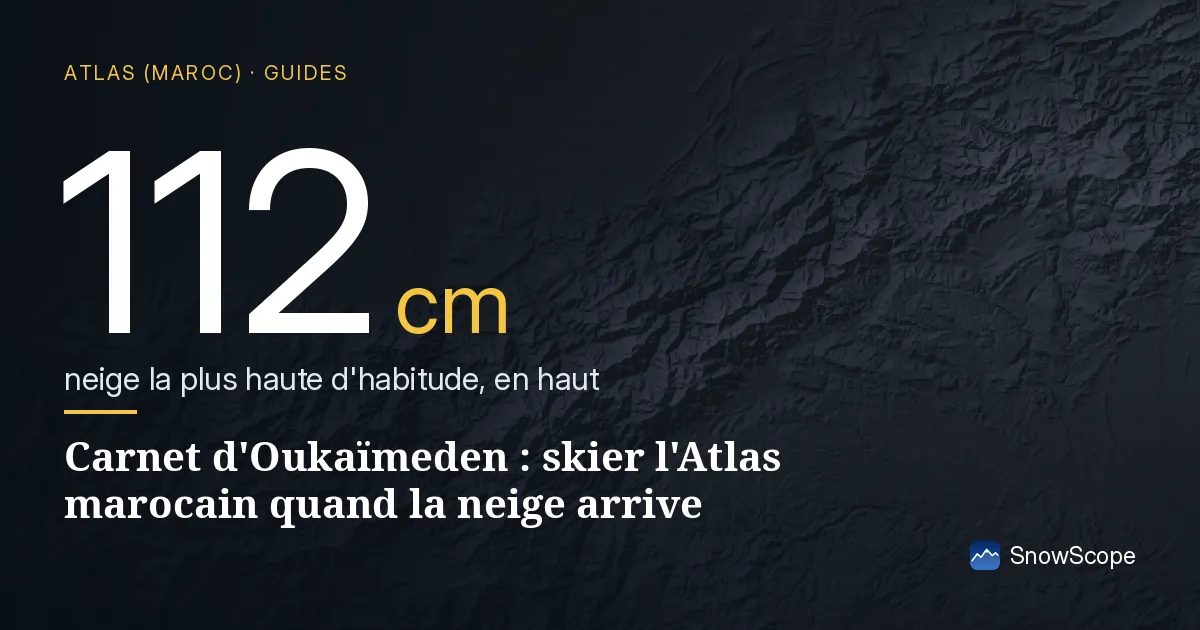 ATLAS (MAROC) · GUIDES
112 cm
neige la plus haute d'habitude, en haut
Carnet d'Oukaïmeden : skier l'Atlas
marocain quand la neige arrive
SnowScope